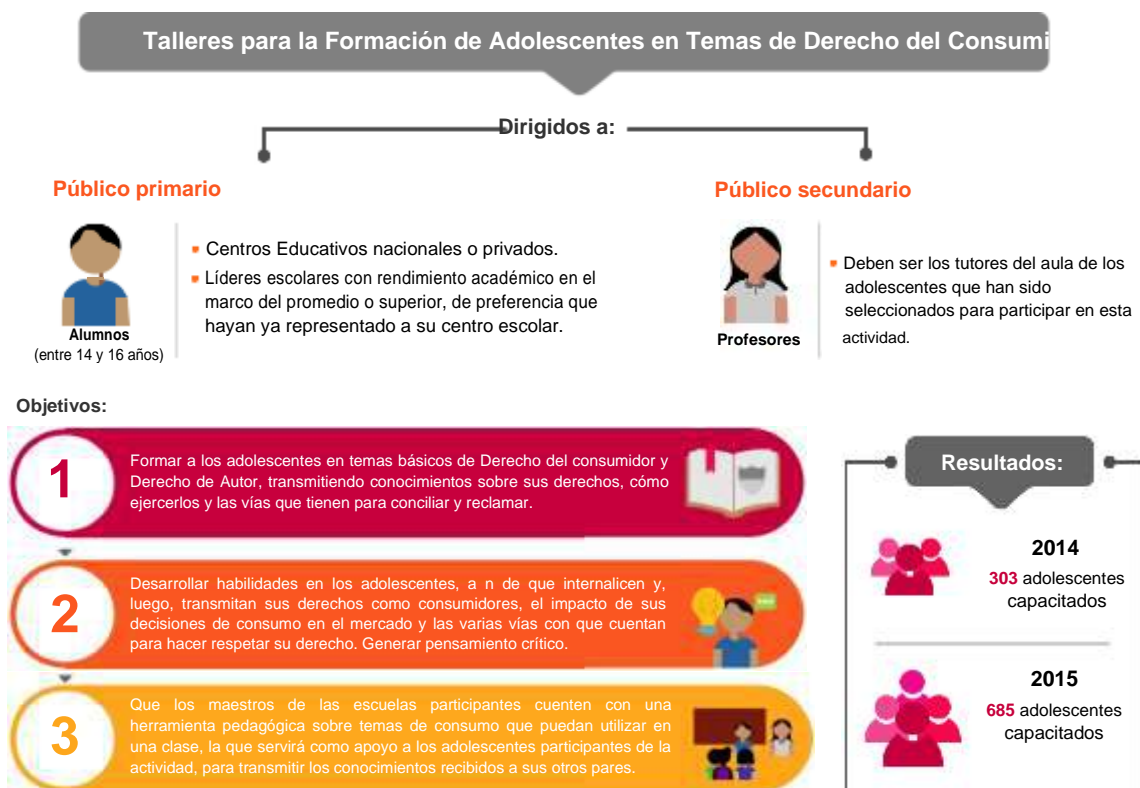 Talleres para la Formación de Adolescentes en Temas de Derecho del Consumi
Dirigidos a:
Público primario
Alumnos
(entre 14 y 16 años)
Centros Educativos nacionales o privados.
Líderes escolares con rendimiento académico en el
marco del promedio o superior, de preferencia que
hayan ya representado a su centro escolar.
Público secundario
Profesores
Deben ser los tutores del aula de los
adolescentes que han sido
seleccionados para participar en esta
actividad.
Objetivos:
1
Formar a los adolescentes en temas básicos de Derecho del consumidor y
Derecho de Autor, transmitiendo conocimientos sobre sus derechos, cómo
ejercerlos y las vías que tienen para conciliar y reclamar.
2
Desarrollar habilidades en los adolescentes, a n de que internalicen y,
luego, transmitan sus derechos como consumidores, el impacto de sus
decisiones de consumo en el mercado y las varias vías con que cuentan
para hacer respetar su derecho. Generar pensamiento crítico.
3
Que los maestros de las escuelas participantes cuenten con una
herramienta pedagógica sobre temas de consumo que puedan utilizar en
una clase, la que servirá como apoyo a los adolescentes participantes de la
actividad, para transmitir los conocimientos recibidos a sus otros pares.
Resultados:
2014
303 adolescentes
capacitados
2015
685 adolescentes
capacitados